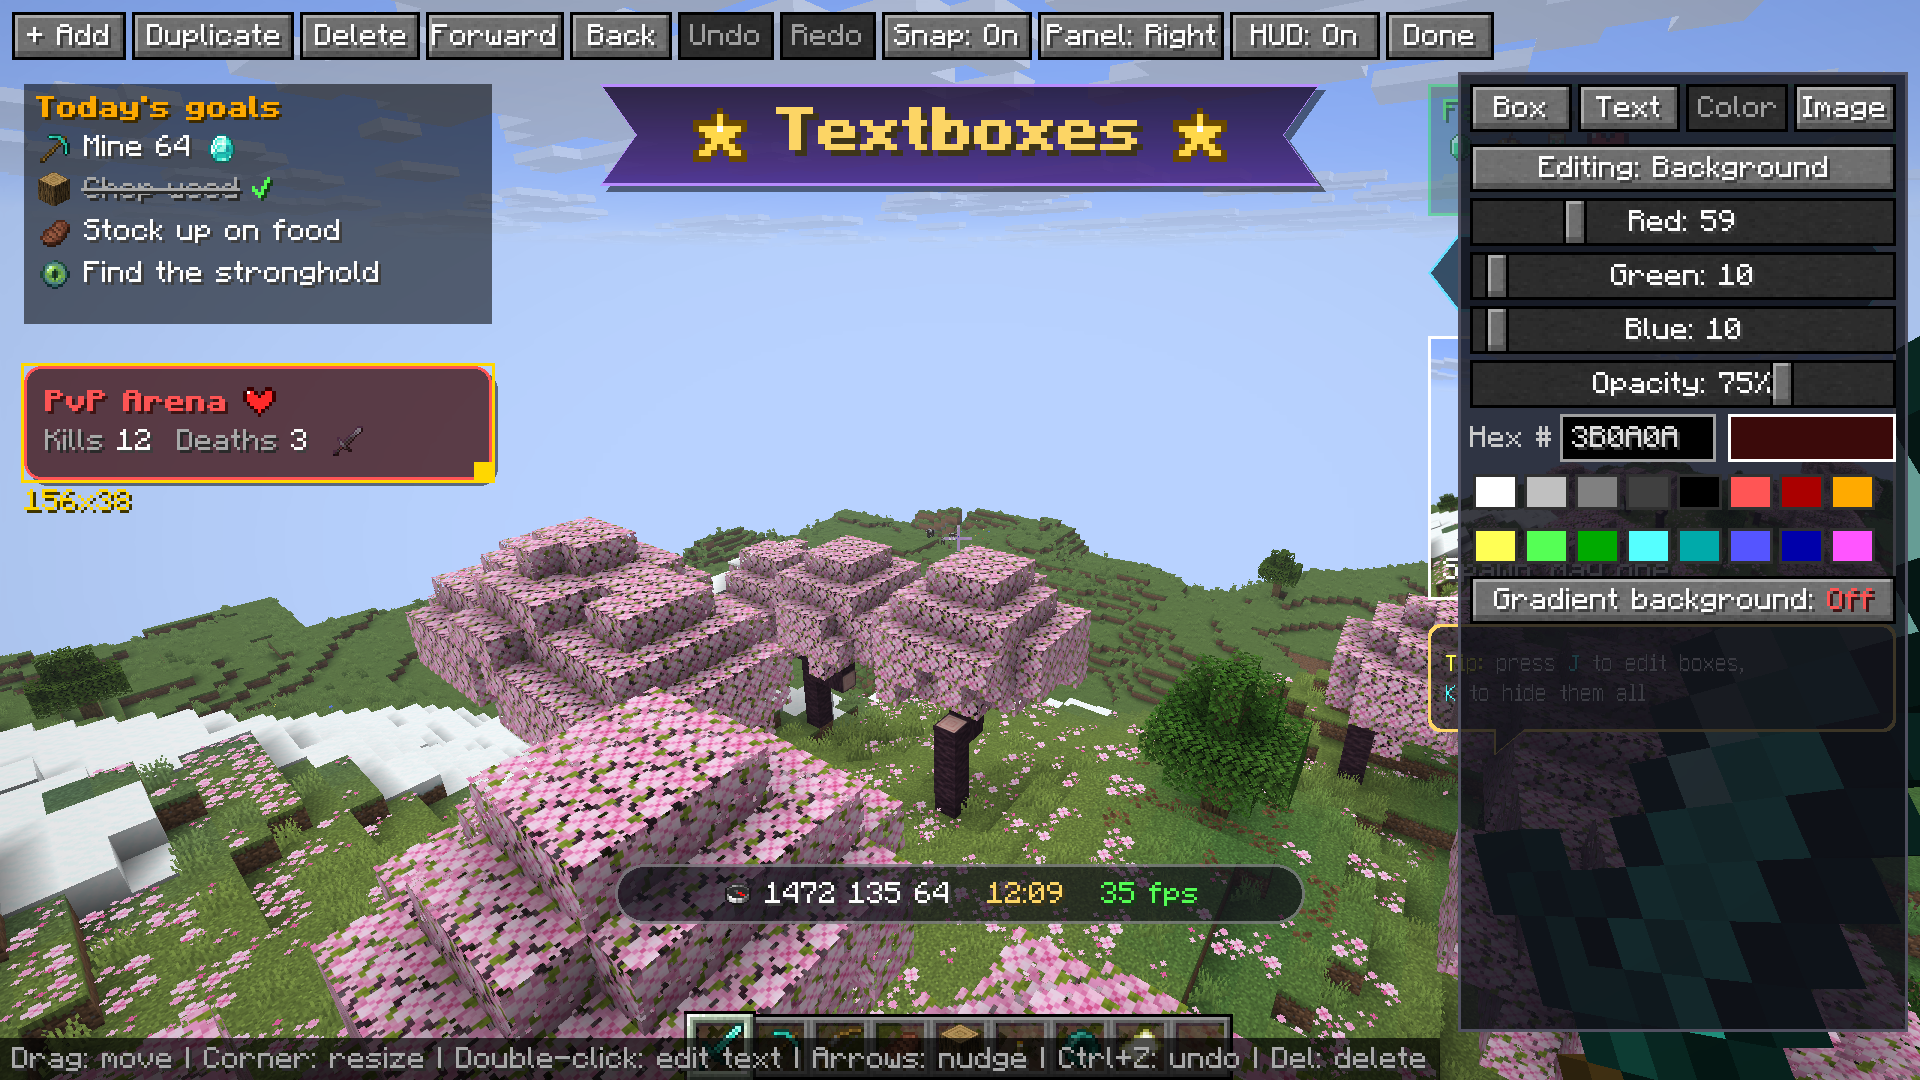 + Add Duplicate Delete Forward Back Undo Redo Snap: On Panel: Right HUD: On Done
Today's goals
Mine 64
Chop wood
Stock up on food
Find the stronghold
Textboxes
PvP Arena
Kills 12 Deaths 3
156x38
Box Text Color Image
Editing: Background
Red: 59
Green: 10
Blue: 10
Opacity: 75%
Hex # 3B0A0A
Gradient background: Off
Tip: press J to edit boxes,
K to hide them all
1472 135 64 12:09 35 fps
Drag: move | Corner: resize | Double-click: edit text | Arrows: nudge | Ctrl+Z: undo | Del: delete